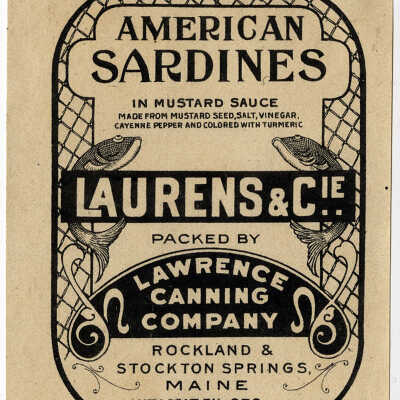 AMERICAN
SARDINES
IN MUSTARD SAUCE
MADE FROM MUSTARD SEED, SALT, VINEGAR,
CAYENNE PEPPER AND COLORED WITH TURMERIC
LAURENS & CIE.
PACKED BY
LAWRENCE
CANNING
COMPANY
ROCKLAND &
STOCKTON SPRINGS,
MAINE